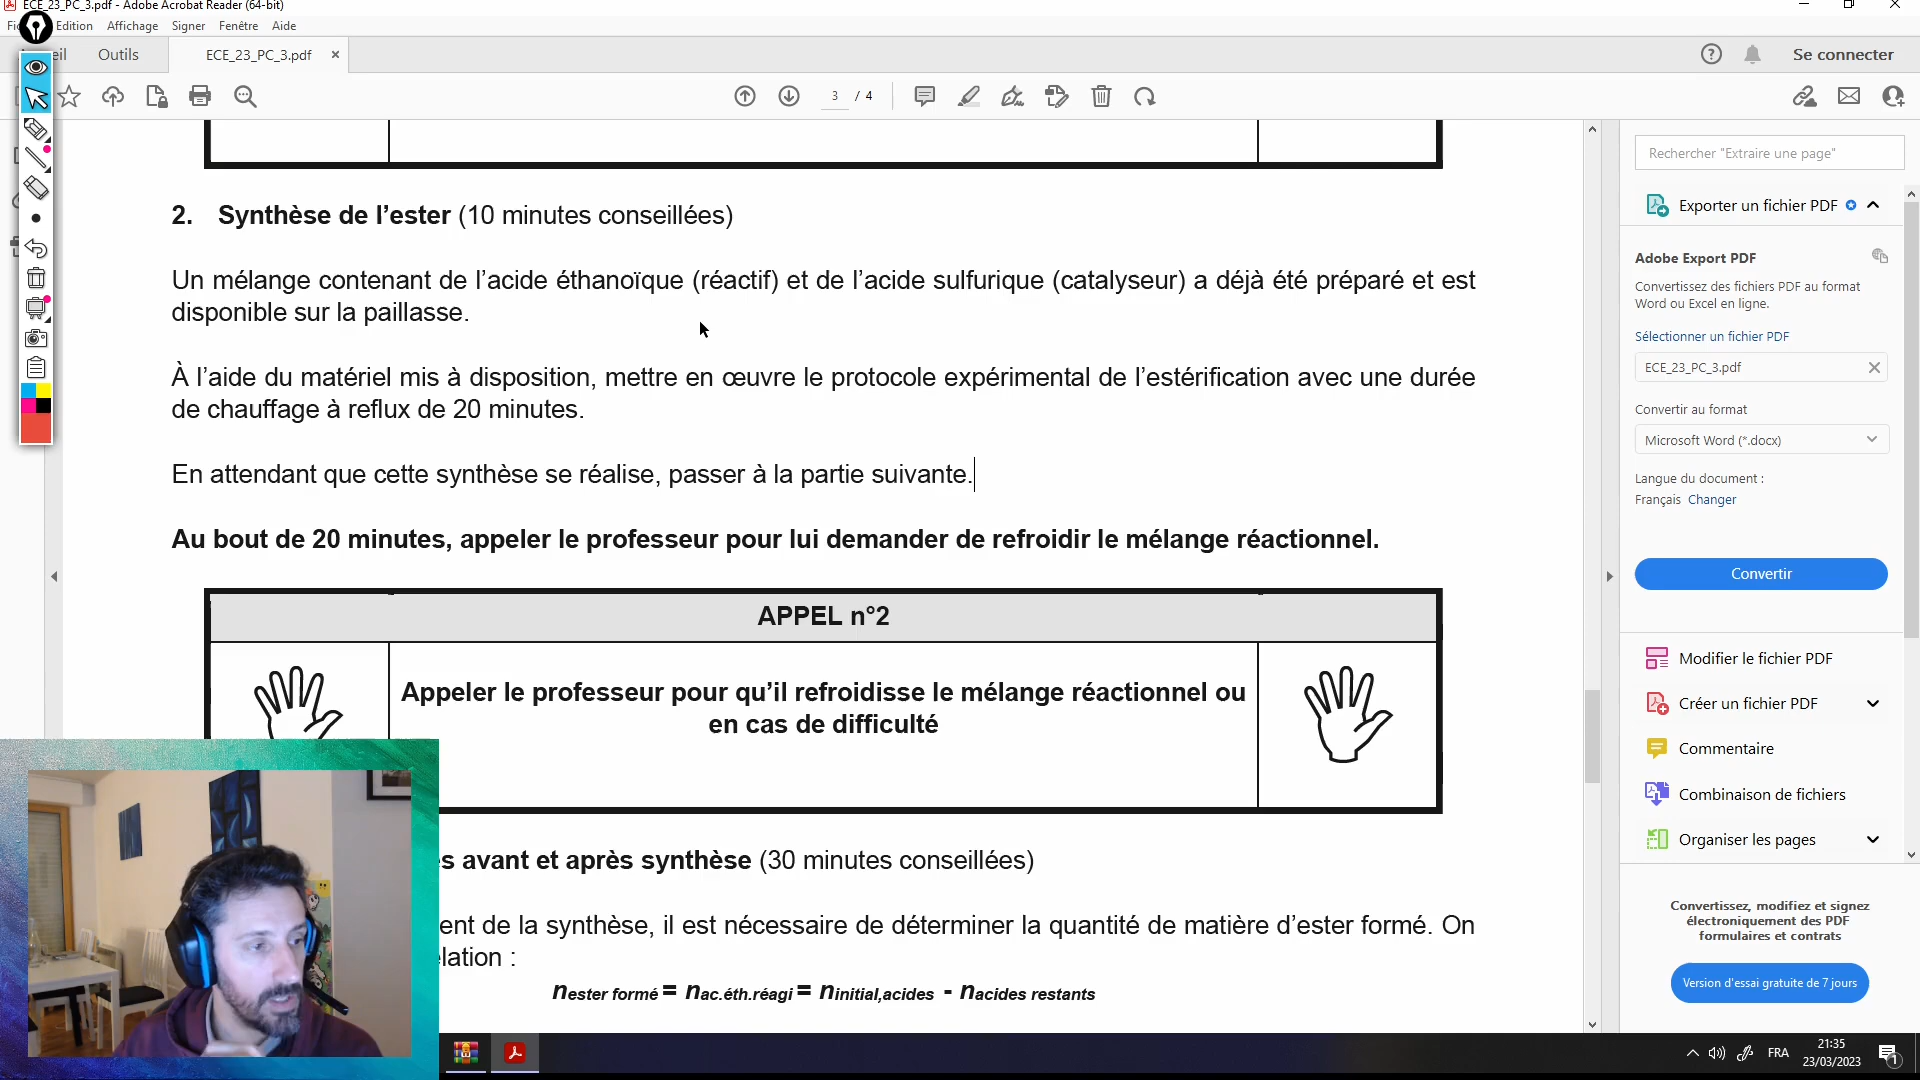 ECE_23_PC_3.pdf - Adobe Acrobat Reader (64-bit)
Edition Affichage Signer Fenêtre Aide
Outils ECE_23_PC_3.pdf × Se connecter
3 / 4
2. Synthèse de l'ester (10 minutes conseillées)
Un mélange contenant de l'acide éthanoïque (réactif) et de l'acide sulfurique (catalyseur) a déjà été préparé et est
disponible sur la paillasse.
À l'aide du matériel mis à disposition, mettre en œuvre le protocole expérimental de l'estérification avec une durée
de chauffage à reflux de 20 minutes.
En attendant que cette synthèse se réalise, passer à la partie suivante.
Au bout de 20 minutes, appeler le professeur pour lui demander de refroidir le mélange réactionnel.
APPEL n°2
Appeler le professeur pour qu'il refroidisse le mélange réactionnel ou
en cas de difficulté
s avant et après synthèse (30 minutes conseillées)
ent de la synthèse, il est nécessaire de déterminer la quantité de matière d'ester formé. On
lation :
nester formé = nac.éth.réagi = ninitial,acides - nacides restants
Rechercher "Extraire une page"
Exporter un fichier PDF
Adobe Export PDF
Convertissez des fichiers PDF au format
Word ou Excel en ligne.
Sélectionner un fichier PDF
ECE_23_PC_3.pdf
Convertir au format
Microsoft Word (*.docx)
Langue du document :
Français Changer
Convertir
Modifier le fichier PDF
Créer un fichier PDF
Commentaire
Combinaison de fichiers
Organiser les pages
Convertissez, modifiez et signez
électroniquement des PDF
formulaires et contrats
Version d'essai gratuite de 7 jours
FRA
21:35
23/03/2023
1